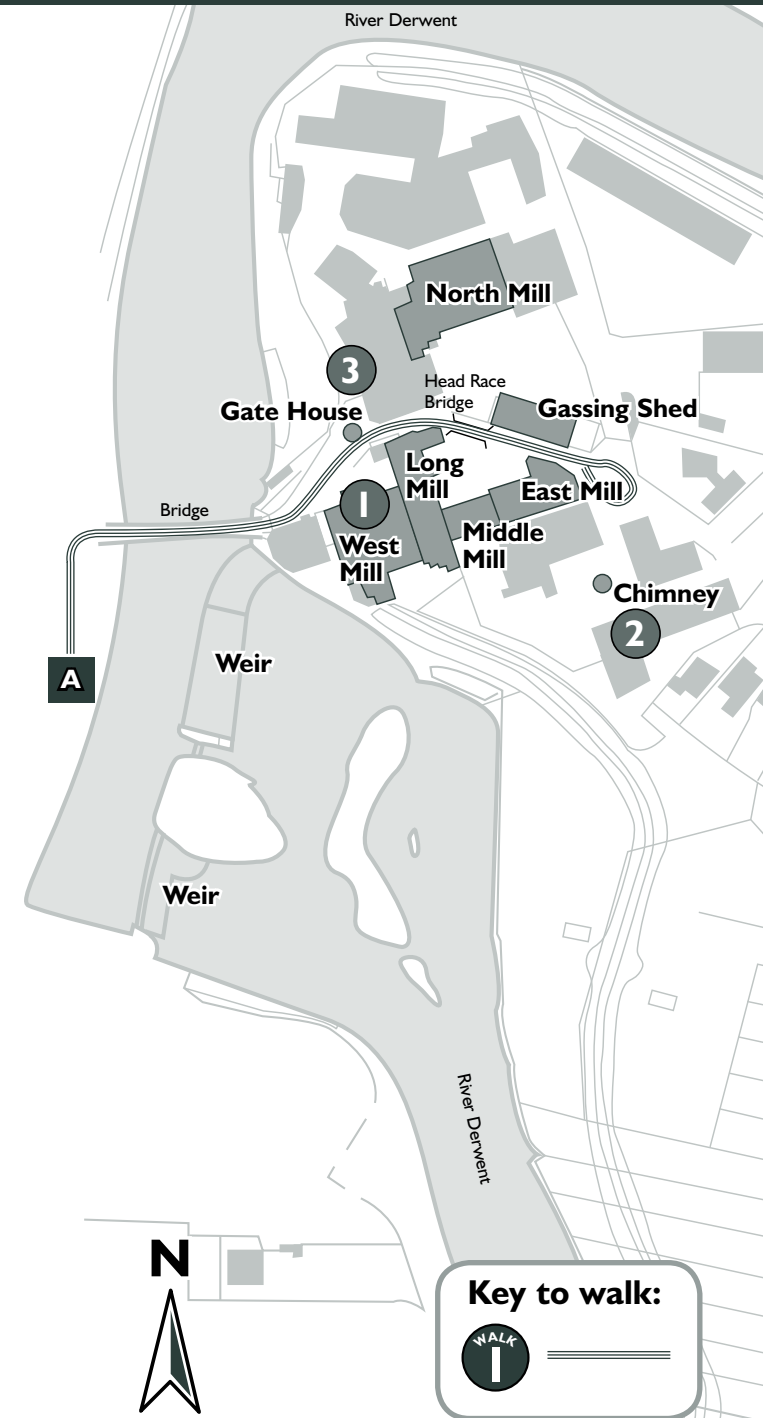 River Derwent
North Mill
3
Head Race
Bridge
Gate House
Gassing Shed
Long
Mill
East Mill
1
Bridge
West
Mill
Middle
Mill
Chimney
2
Weir
A
Weir
River Derwent
N
Key to walk:
WALK
1